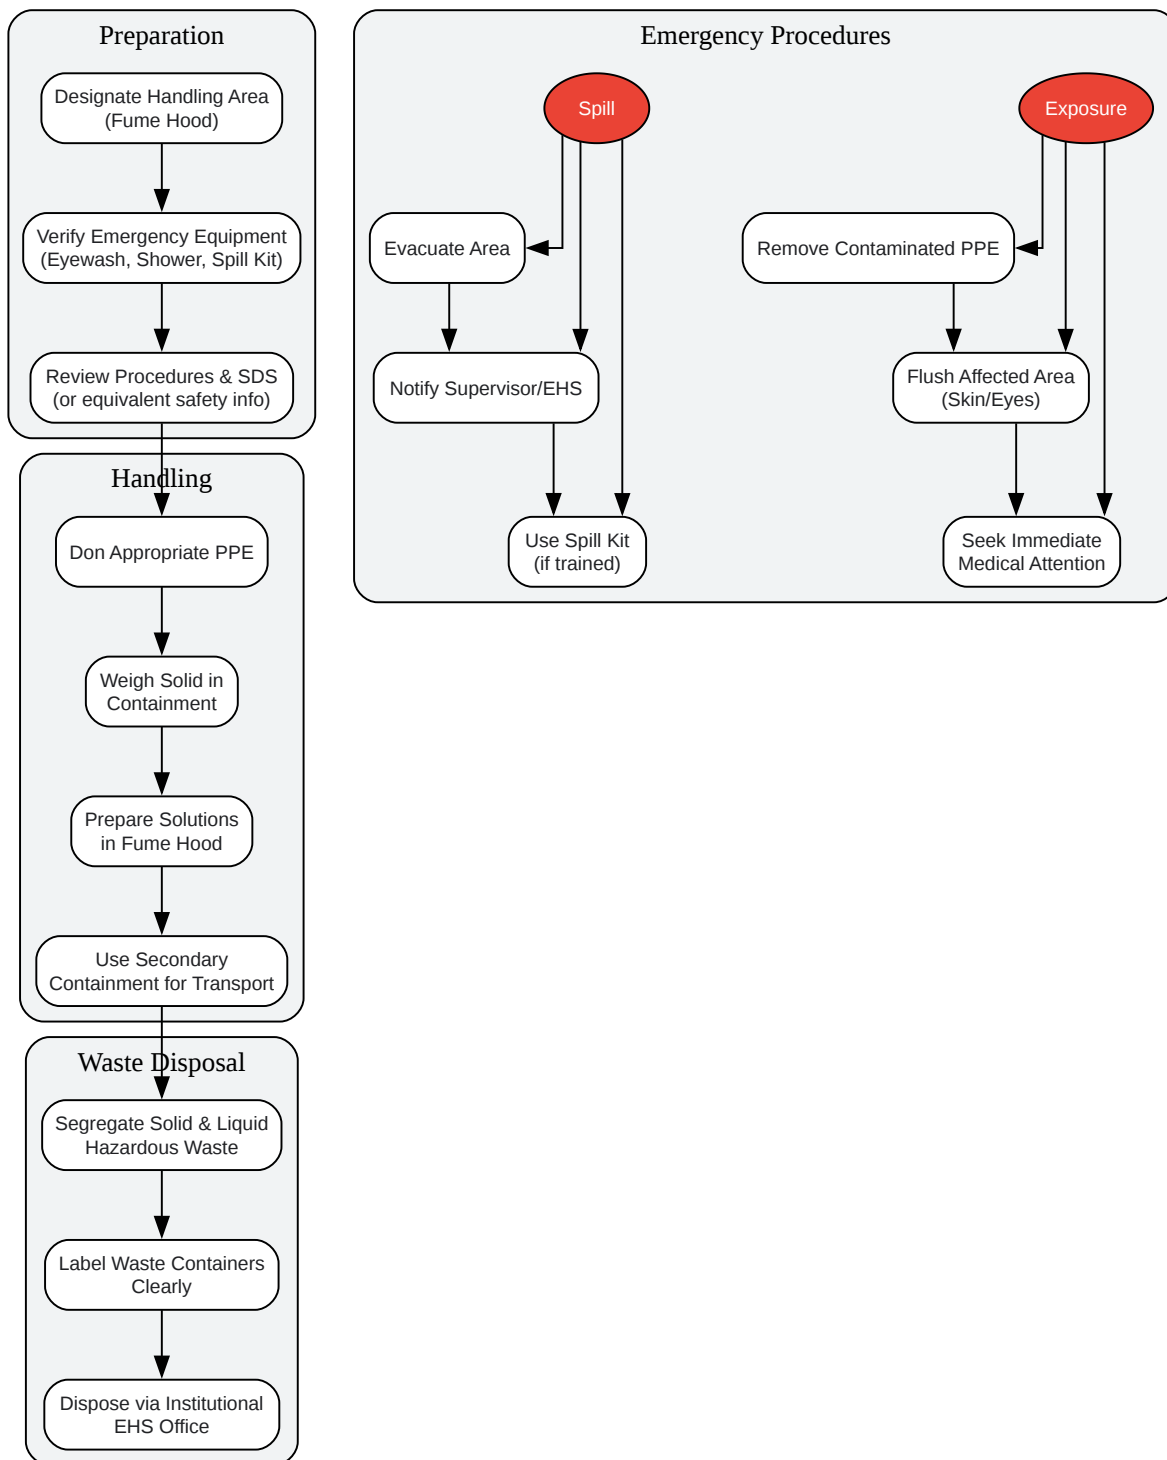 Preparation
Designate Handling Area
(Fume Hood)
Verify Emergency Equipment
(Eyewash, Shower, Spill Kit)
Review Procedures & SDS
(or equivalent safety info)
Handling
Don Appropriate PPE
Weigh Solid in
Containment
Prepare Solutions
in Fume Hood
Use Secondary
Containment for Transport
Waste Disposal
Segregate Solid & Liquid
Hazardous Waste
Label Waste Containers
Clearly
Dispose via Institutional
EHS Office
Emergency Procedures
Spill
Evacuate Area
Notify Supervisor/EHS
Use Spill Kit
(if trained)
Exposure
Remove Contaminated PPE
Flush Affected Area
(Skin/Eyes)
Seek Immediate
Medical Attention